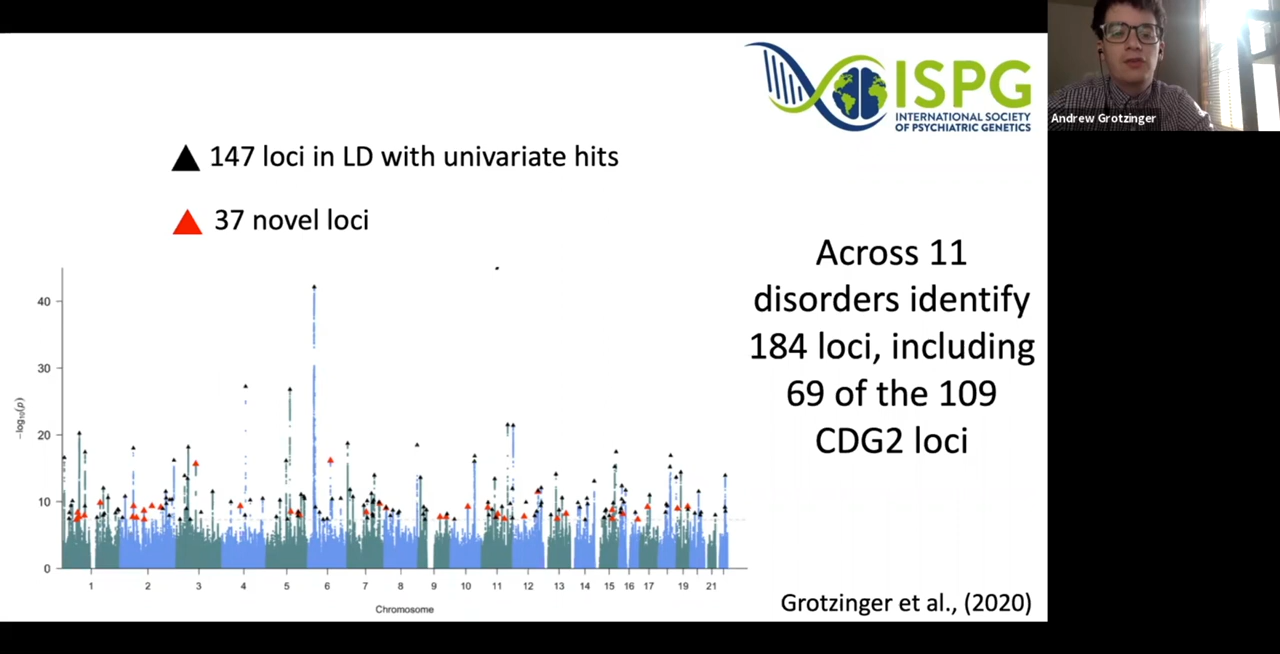 ISPG
INTERNATIONAL SOCIETY
OF PSYCHIATRIC GENETICS
Andrew Grotzinger
147 loci in LD with univariate hits
37 novel loci
Across 11
disorders identify
184 loci, including
69 of the 109
CDG2 loci
40
30
20
10
0
−log10(p)
1 2 3 4 5 6 7 8 9 10 11 12 13 14 15 16 17 19 21
Chromosome
Grotzinger et al., (2020)